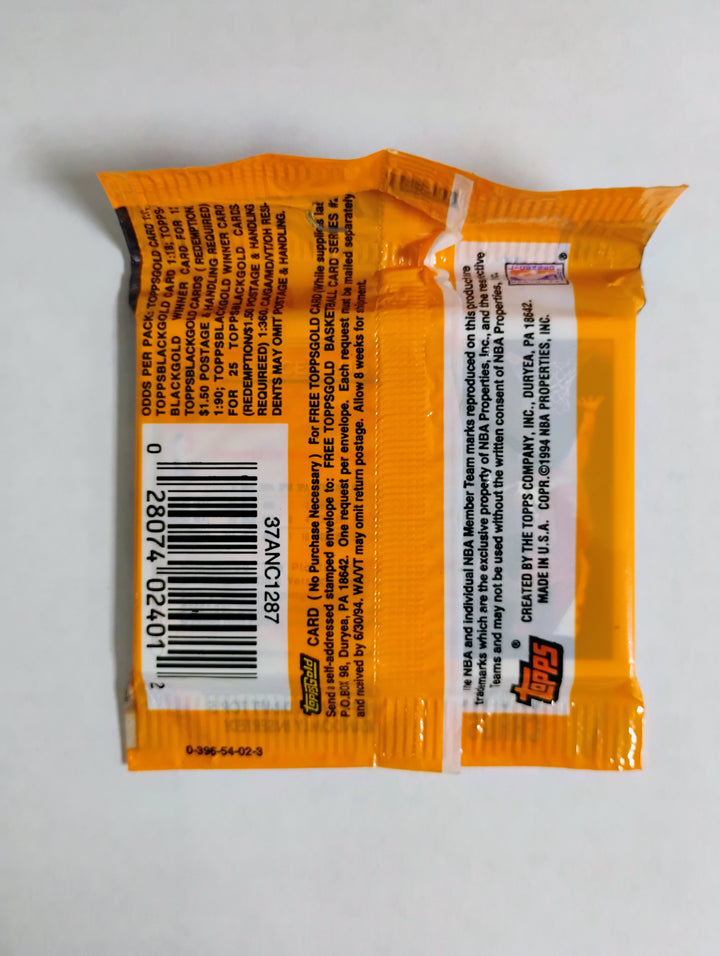 ODDS PER PACK: TOPPSGOLD CARD
TOPPSBLACKGOLD CARD 1:18; TOPPS-
BLACKGOLD WINNER CARD FOR
TOPPSBLACKGOLD CARDS (REDEMPTION
$1.50 POSTAGE & HANDLING REQUIRED)
1:90; TOPPSBLACKGOLD WINNER CARD
FOR 25 TOPPSBLACKGOLD CARDS
(REDEMPTION/$1.50 POSTAGE & HANDLING
REQUIREED) 1:360. CA/GA/MD/VT/OH RES-
DENTS MAY OMIT POSTAGE & HANDLING.
0 28074 02401 2
37ANC1287
ToppsGold CARD ( No Purchase Necessary ) For FREE TOPPSGOLD CARD (while supplies las
Send a self-addressed stamped envelope to: FREE TOPPSGOLD BASKETBALL CARD SERIES #2
P.O.BOX 98, Duryea, PA 18642. One request per envelope. Each request must be mailed separately
and received by 6/30/94. WA/VT may omit return postage. Allow 8 weeks for shipment.
0-396-54-02-3
e NBA and individual NBA Member Team marks reproduced on this product are
trademarks which are the exclusive property of NBA Properties, Inc., and the respective
Teams and may not be used without the written consent of NBA Properties,
TOPPS ®
CREATED BY THE TOPPS COMPANY, INC., DURYEA, PA 18642.
MADE IN U.S.A. COPR.©1994 NBA PROPERTIES, INC.
®